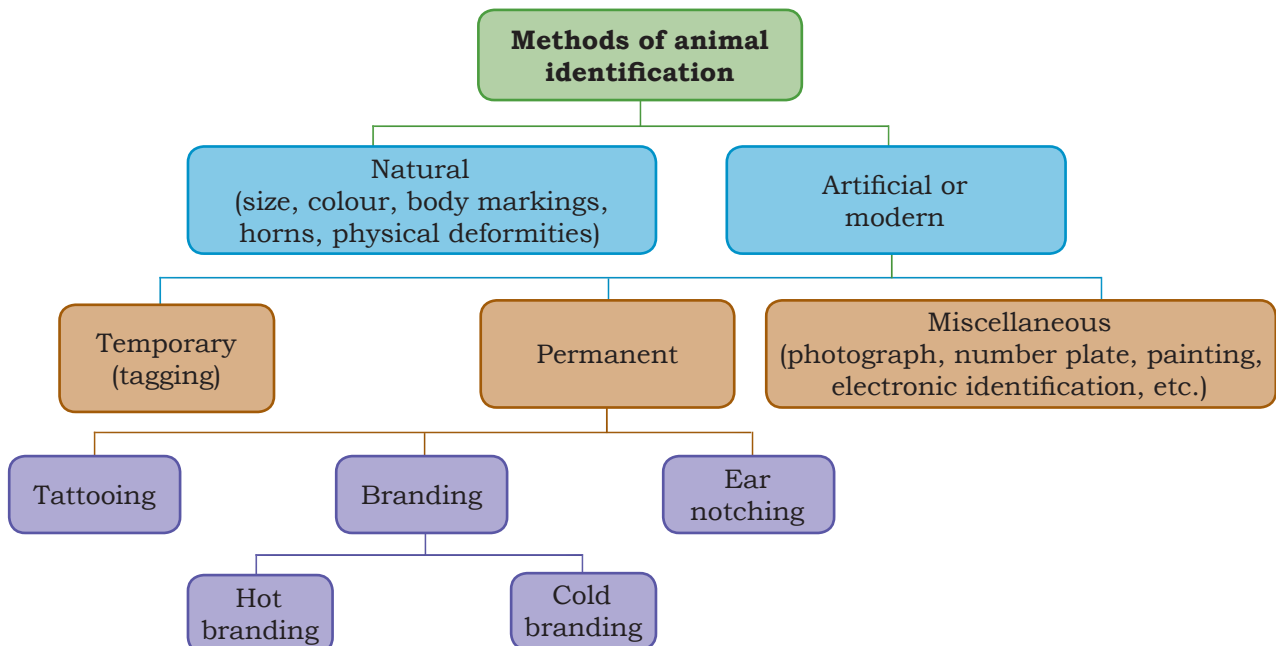 Methods of animal
identification
Natural
(size, colour, body markings,
horns, physical deformities)
Artificial or
modern
Temporary
(tagging)
Permanent
Miscellaneous
(photograph, number plate, painting,
electronic identification, etc.)
Tattooing
Branding
Ear
notching
Hot
branding
Cold
branding